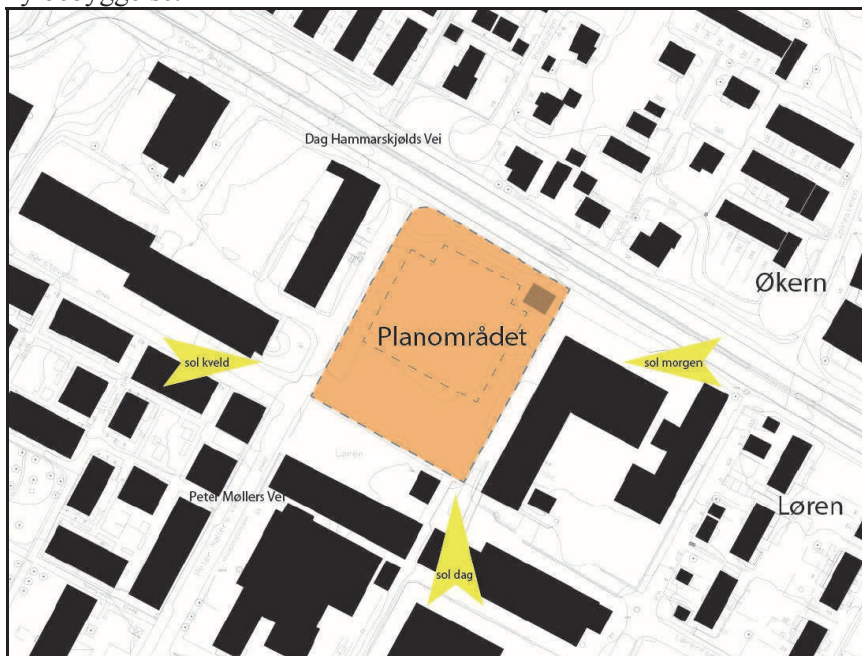 Dag Hammarskjølds Vei
Økern
Planområdet
sol kveld
sol morgen
Løren
Peter Møllers Vei
Løren
sol dag